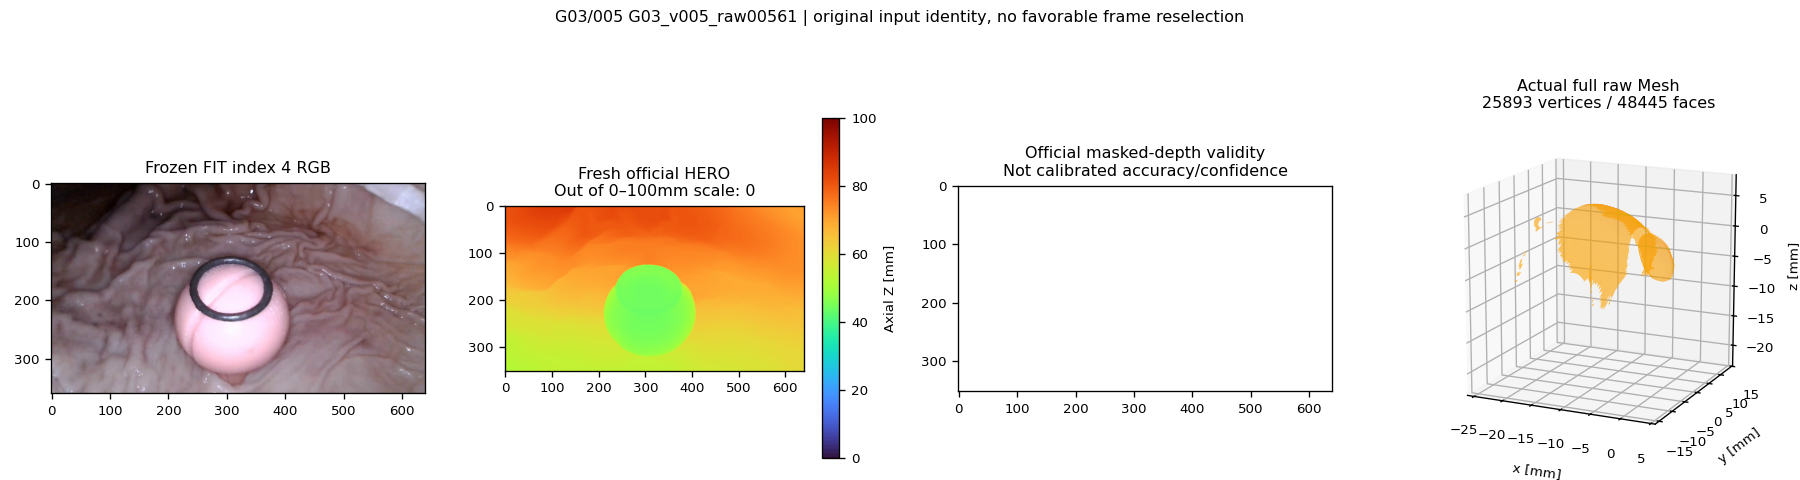 G03/005 G03_v005_raw00561 | original input identity, no favorable frame reselection
Frozen FIT index 4 RGB
0
100
200
300
0 100 200 300 400 500 600
Fresh official HERO
Out of 0–100mm scale: 0
0
100
200
300
0 100 200 300 400 500 600
100
80
60
40
20
0
Axial Z [mm]
Official masked-depth validity
Not calibrated accuracy/confidence
0
100
200
300
0 100 200 300 400 500 600
Actual full raw Mesh
25893 vertices / 48445 faces
5
0
−5
−10
−15
−20
z [mm]
−25 −20 −15 −10 −5 0 5
x [mm]
−15 −10 −5 0 5 10 15
y [mm]